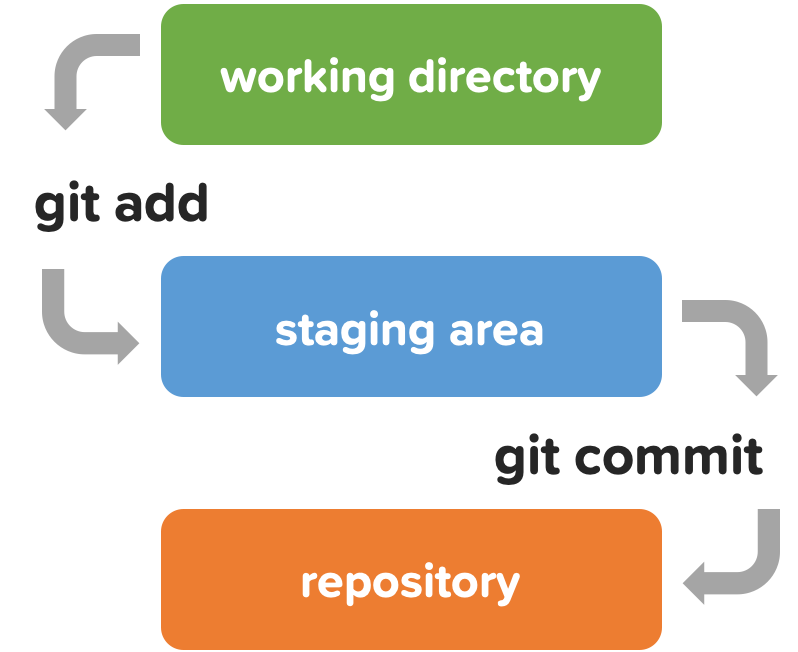 working directory
git add
staging area
git commit
repository